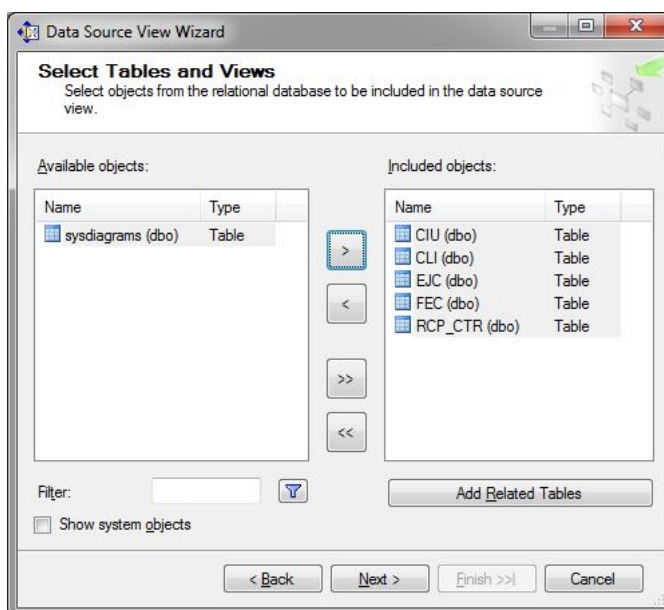 Data Source View Wizard
Select Tables and Views
Select objects from the relational database to be included in the data source
view.
Available objects:
Name Type
sysdiagrams (dbo) Table
>
<
>>
<<
Included objects:
Name Type
CIU (dbo) Table
CLI (dbo) Table
EJC (dbo) Table
FEC (dbo) Table
RCP_CTR (dbo) Table
Filter:
Show system objects
Add Related Tables
< Back Next > Finish >>| Cancel